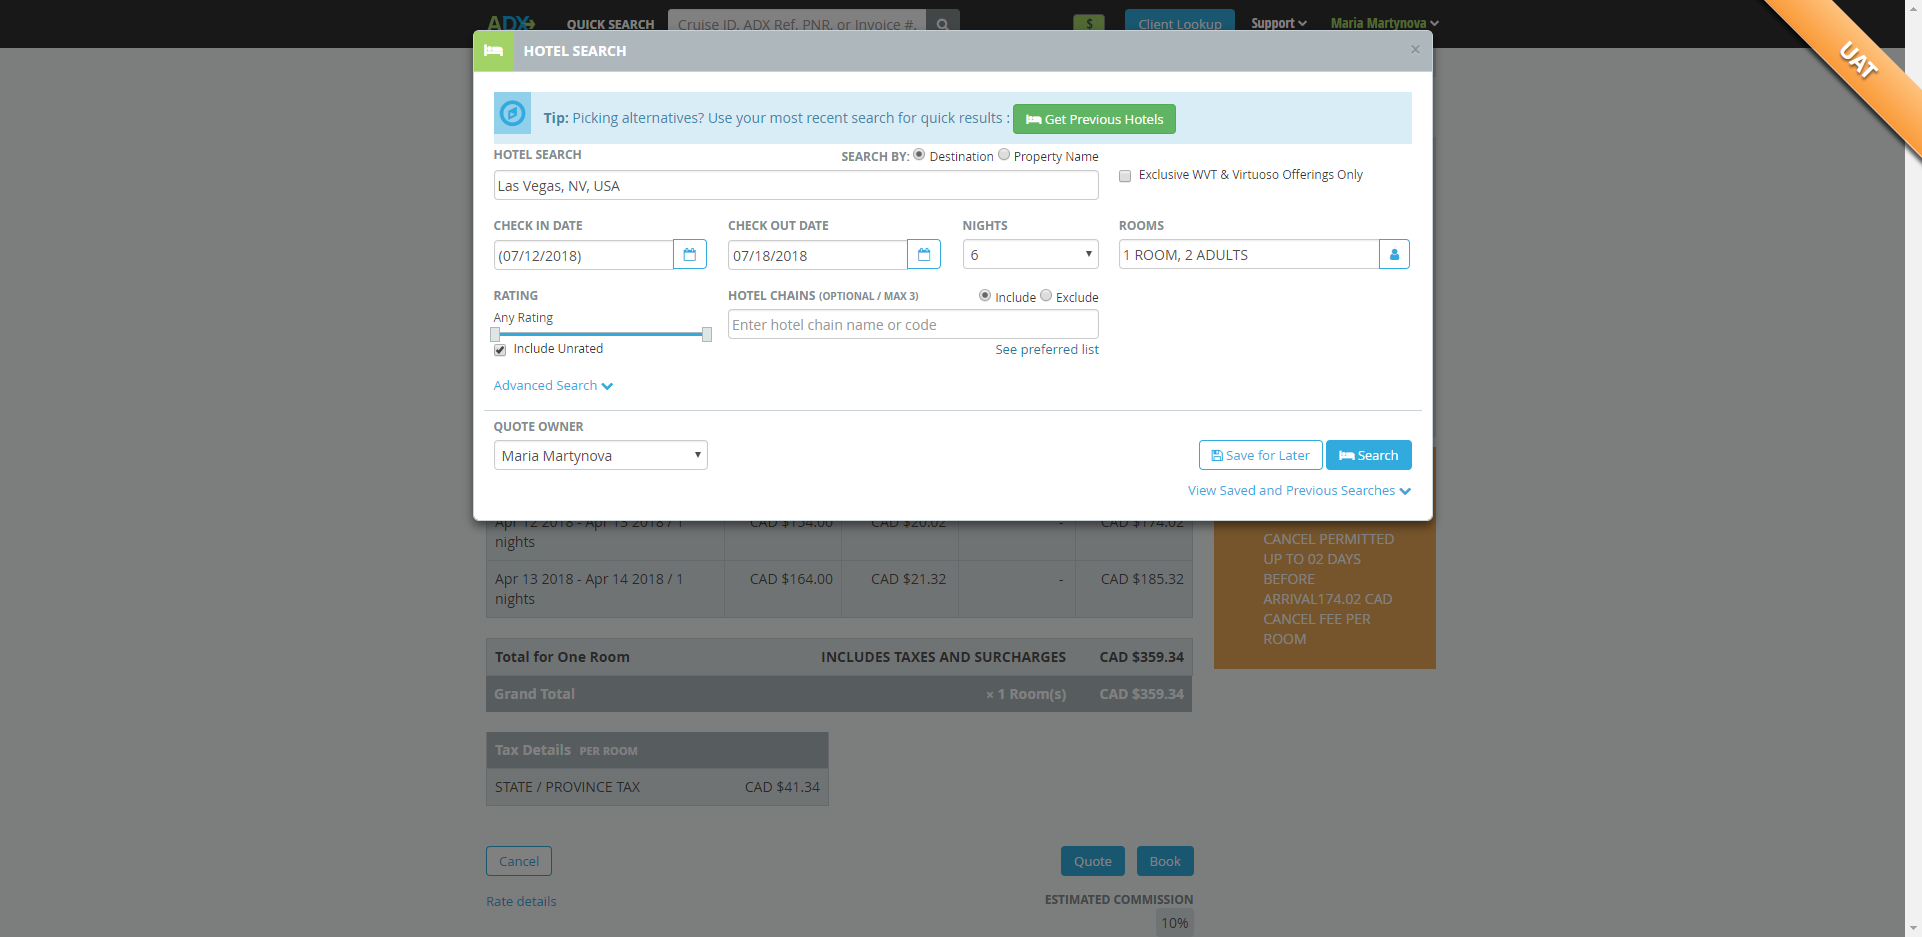 ADX
QUICK SEARCH
Cruise ID, ADX Ref, PNR, or Invoice #.
$
Client Lookup
Support
Maria Martynova
UAT
HOTEL SEARCH
×
Tip: Picking alternatives? Use your most recent search for quick results :
Get Previous Hotels
HOTEL SEARCH
SEARCH BY: Destination Property Name
Las Vegas, NV, USA
Exclusive WVT & Virtuoso Offerings Only
CHECK IN DATE
CHECK OUT DATE
NIGHTS
ROOMS
(07/12/2018)
07/18/2018
6
1 ROOM, 2 ADULTS
RATING
HOTEL CHAINS (OPTIONAL / MAX 3)
Include Exclude
Any Rating
Enter hotel chain name or code
Include Unrated
See preferred list
Advanced Search
QUOTE OWNER
Maria Martynova
Save for Later
Search
View Saved and Previous Searches
Apr 12 2018 - Apr 13 2018 / 1
nights
CAD $154.00
CAD $20.02
-
CAD $174.02
Apr 13 2018 - Apr 14 2018 / 1
nights
CAD $164.00
CAD $21.32
-
CAD $185.32
CANCEL PERMITTED
UP TO 02 DAYS
BEFORE
ARRIVAL174.02 CAD
CANCEL FEE PER
ROOM
Total for One Room
INCLUDES TAXES AND SURCHARGES
CAD $359.34
Grand Total
× 1 Room(s)
CAD $359.34
Tax Details PER ROOM
STATE / PROVINCE TAX
CAD $41.34
Cancel
Quote
Book
Rate details
ESTIMATED COMMISSION
10%